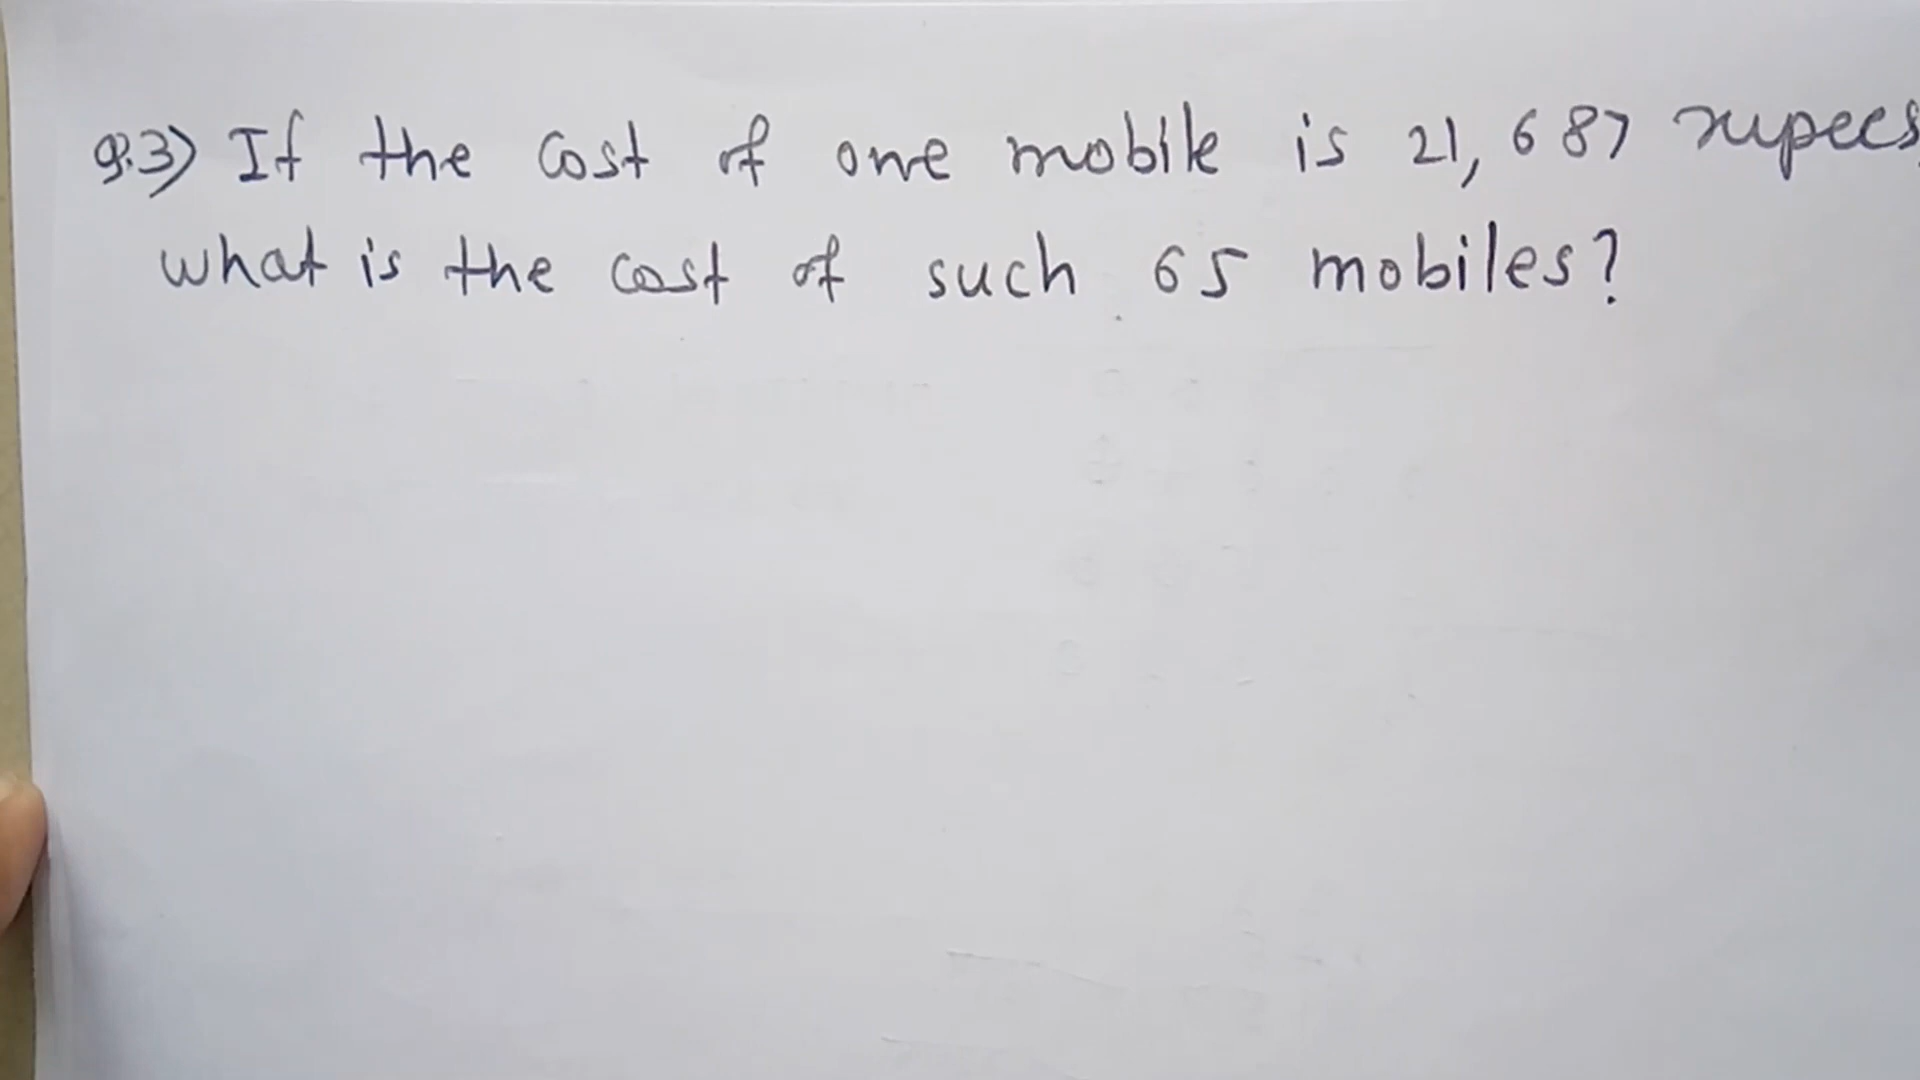 Q.3) If the cost of one mobile is 21,687 rupees,
what is the cost of such 65 mobiles?